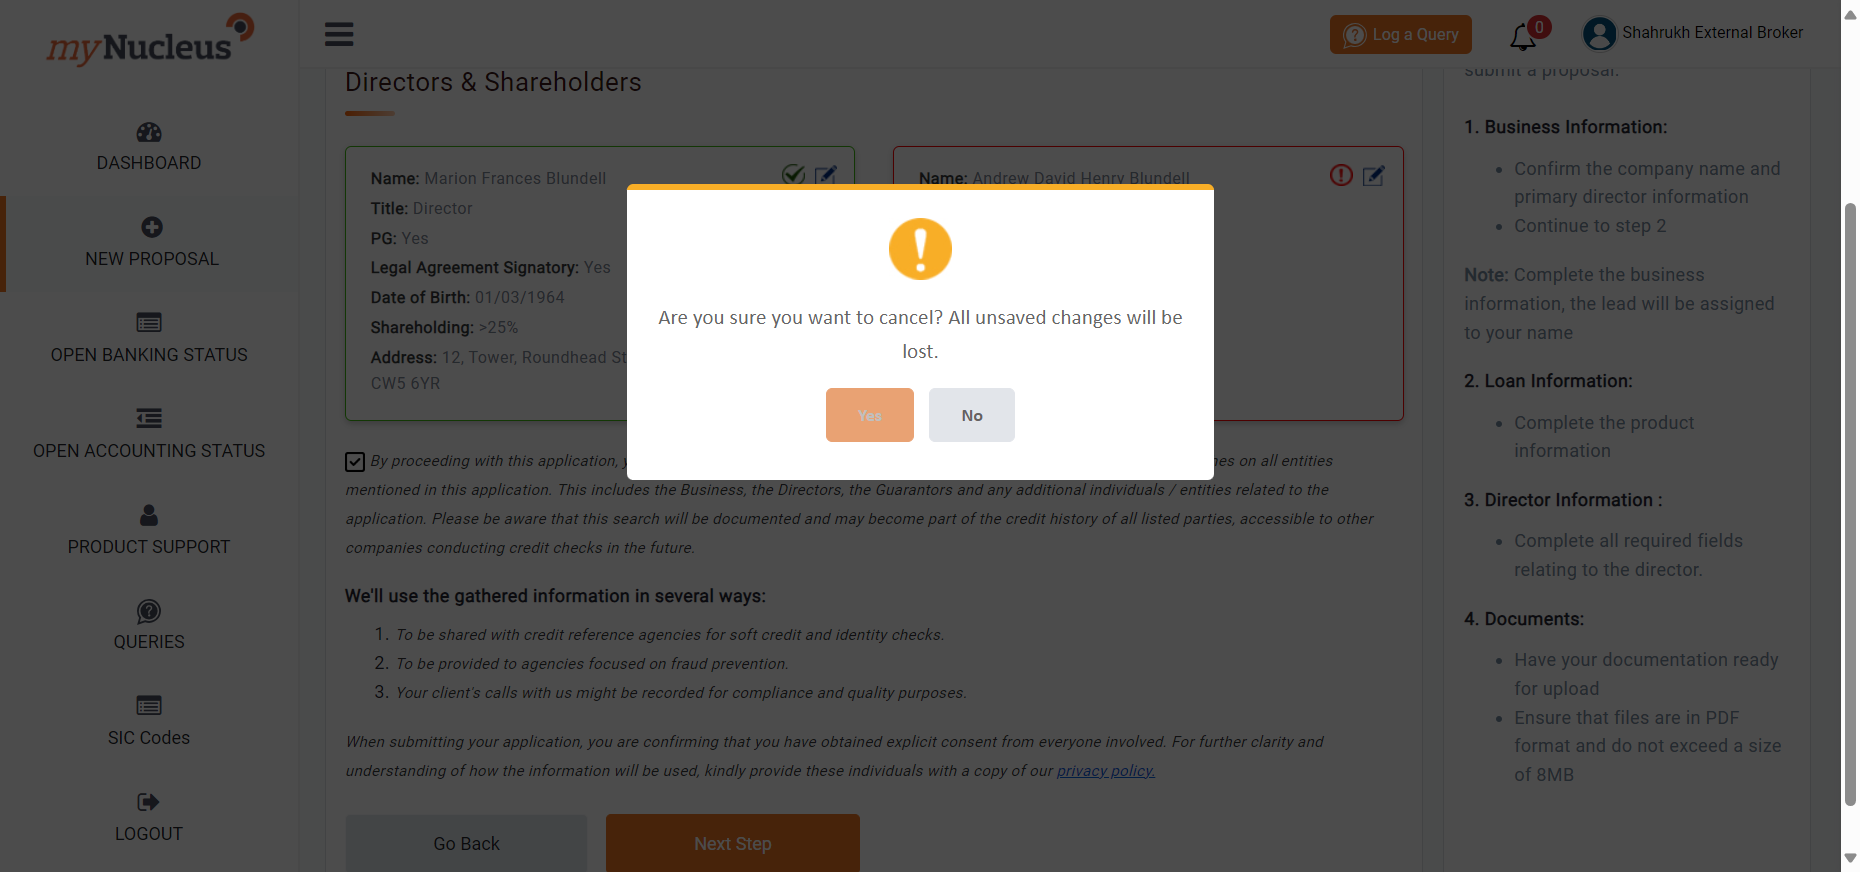 myNucleus
Log a Query
0
Shahrukh External Broker
DASHBOARD
NEW PROPOSAL
OPEN BANKING STATUS
OPEN ACCOUNTING STATUS
PRODUCT SUPPORT
QUERIES
SIC Codes
LOGOUT
Directors & Shareholders
Name: Marion Frances Blundell
Title: Director
PG: Yes
Legal Agreement Signatory: Yes
Date of Birth: 01/03/1964
Shareholding: >25%
Address: 12, Tower, Roundhead St
CW5 6YR
Name: Andrew David Henry Blundell
Are you sure you want to cancel? All unsaved changes will be
lost.
Yes
No
By proceeding with this application, on all entities
mentioned in this application. This includes the Business, the Directors, the Guarantors and any additional individuals / entities related to the
application. Please be aware that this search will be documented and may become part of the credit history of all listed parties, accessible to other
companies conducting credit checks in the future.
We'll use the gathered information in several ways:
1. To be shared with credit reference agencies for soft credit and identity checks.
2. To be provided to agencies focused on fraud prevention.
3. Your client's calls with us might be recorded for compliance and quality purposes.
When submitting your application, you are confirming that you have obtained explicit consent from everyone involved. For further clarity and
understanding of how the information will be used, kindly provide these individuals with a copy of our privacy policy.
Go Back
Next Step
submit a proposal.
1. Business Information:
• Confirm the company name and
primary director information
• Continue to step 2
Note: Complete the business
information, the lead will be assigned
to your name
2. Loan Information:
• Complete the product
information
3. Director Information :
• Complete all required fields
relating to the director.
4. Documents:
• Have your documentation ready
for upload
• Ensure that files are in PDF
format and do not exceed a size
of 8MB